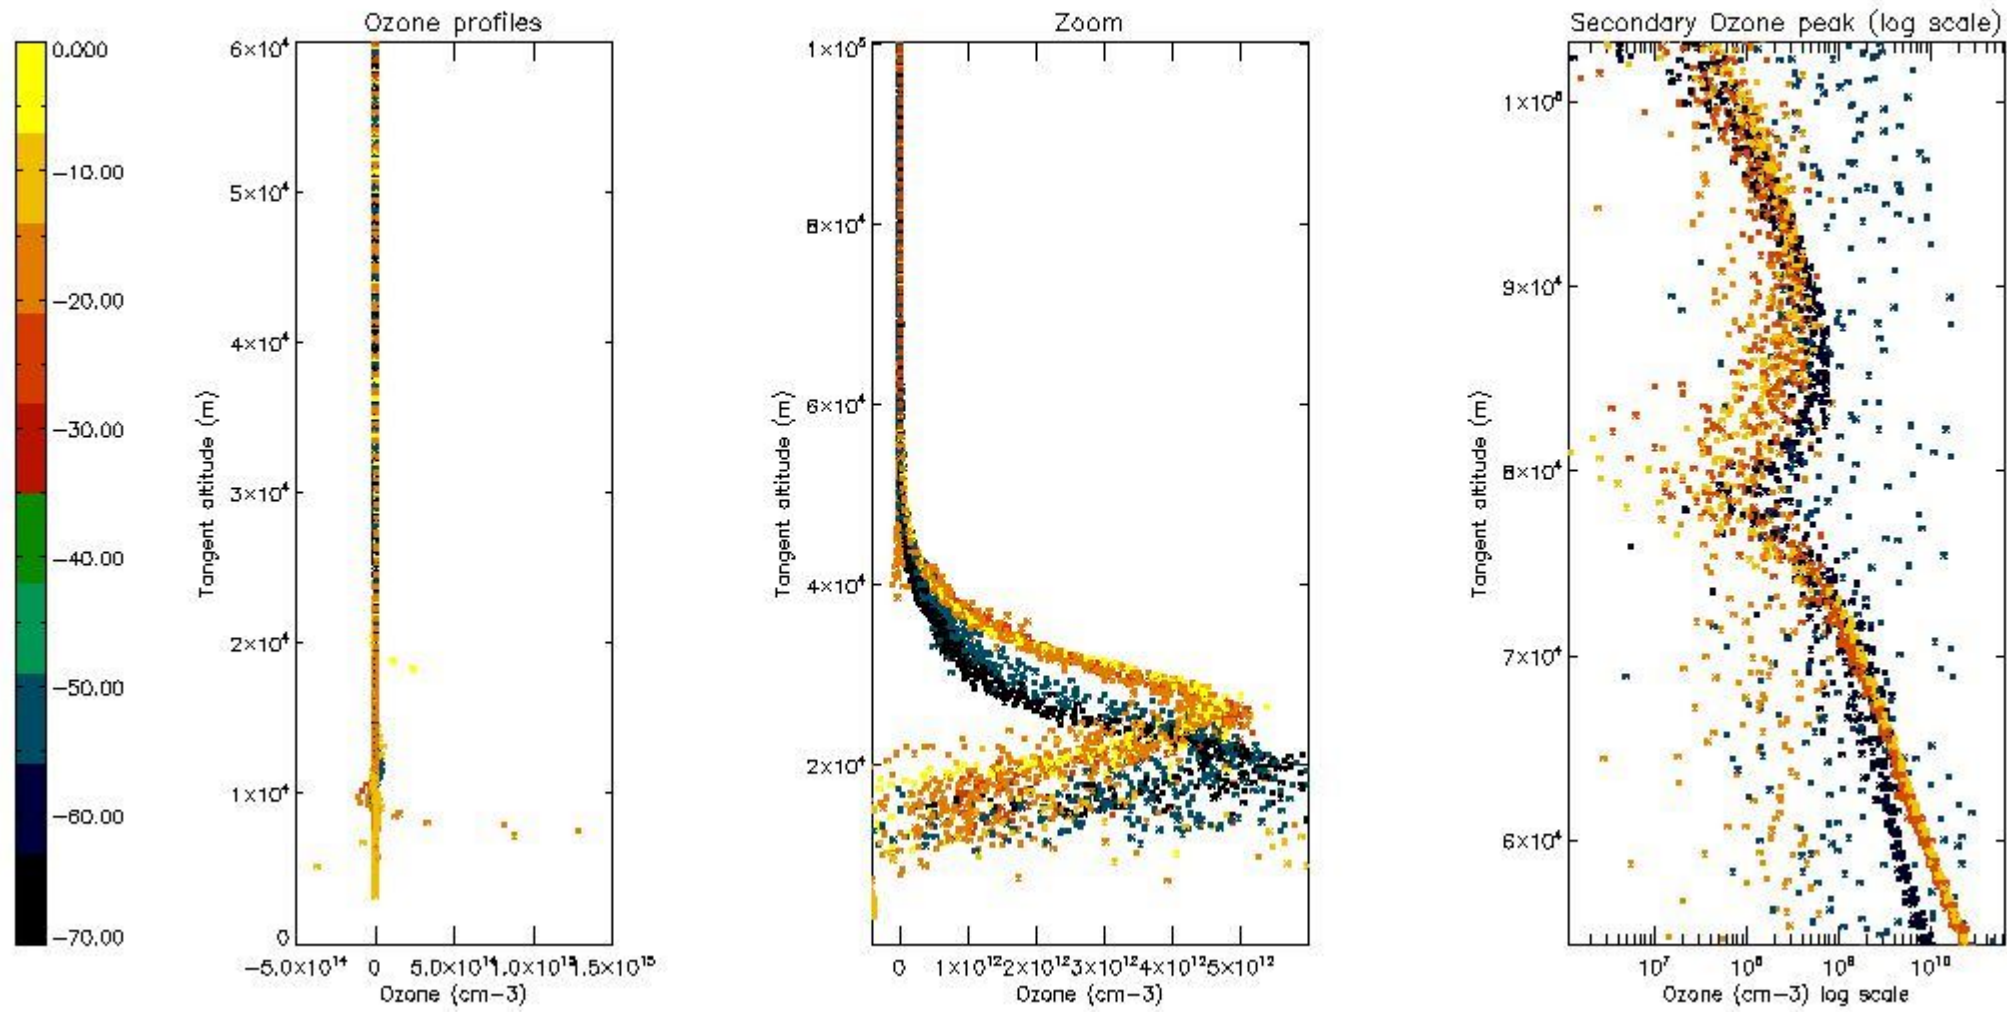 Ozone profiles
Zoom
Secondary Ozone peak (log scale)
0.000
-10.00
-20.00
-30.00
-40.00
-50.00
-60.00
-70.00
6×10⁴
5×10⁴
4×10⁴
3×10⁴
2×10⁴
1×10⁴
0
Tangent altitude (m)
-5.0×10¹⁴ 0 5.0×10¹⁴ 1.0×10¹⁵ 1.5×10¹⁵
Ozone (cm-3)
1×10⁵
8×10⁴
6×10⁴
4×10⁴
2×10⁴
Tangent altitude (m)
0 1×10¹² 2×10¹² 3×10¹² 4×10¹² 5×10¹²
Ozone (cm-3)
1×10⁵
9×10⁴
8×10⁴
7×10⁴
6×10⁴
Tangent altitude (m)
10⁷ 10⁸ 10⁹ 10¹⁰
Ozone (cm-3) log scale